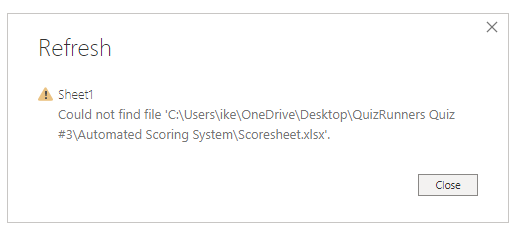 Refresh
Sheet1
Could not find file 'C:\Users\ike\OneDrive\Desktop\QuizRunners Quiz
#3\Automated Scoring System\Scoresheet.xlsx'.
Close